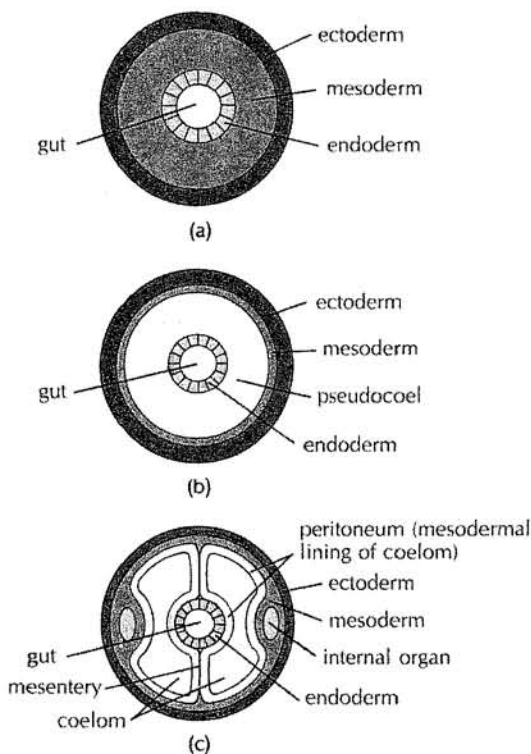 ectoderm
mesoderm
gut
endoderm
(a)
ectoderm
mesoderm
gut
pseudocoel
endoderm
(b)
peritoneum (mesodermal
lining of coelom)
ectoderm
mesoderm
gut
internal organ
mesentery
endoderm
coelom
(c)